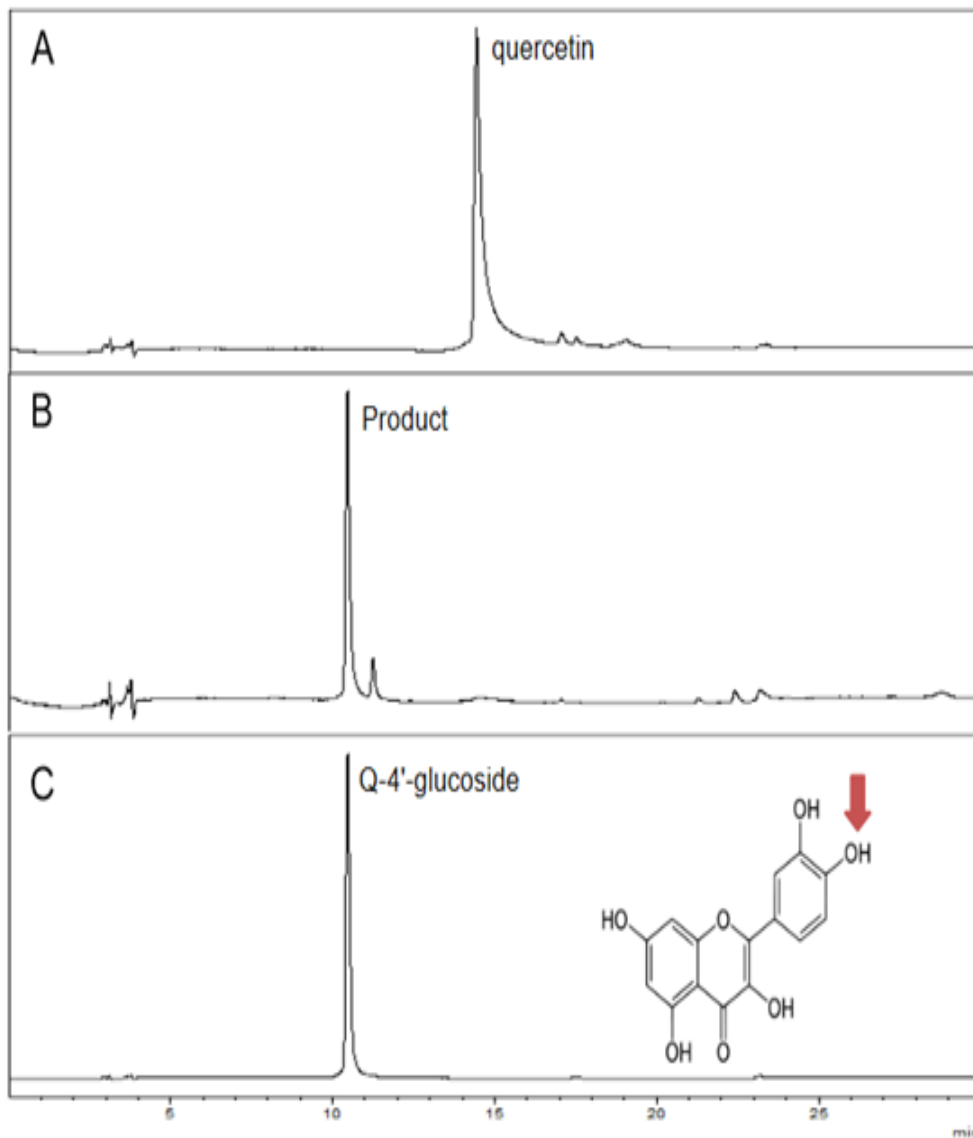 A
quercetin
B
Product
C
Q-4'-glucoside
OH
OH
HO
O
OH
OH
O
5
10
15
20
25